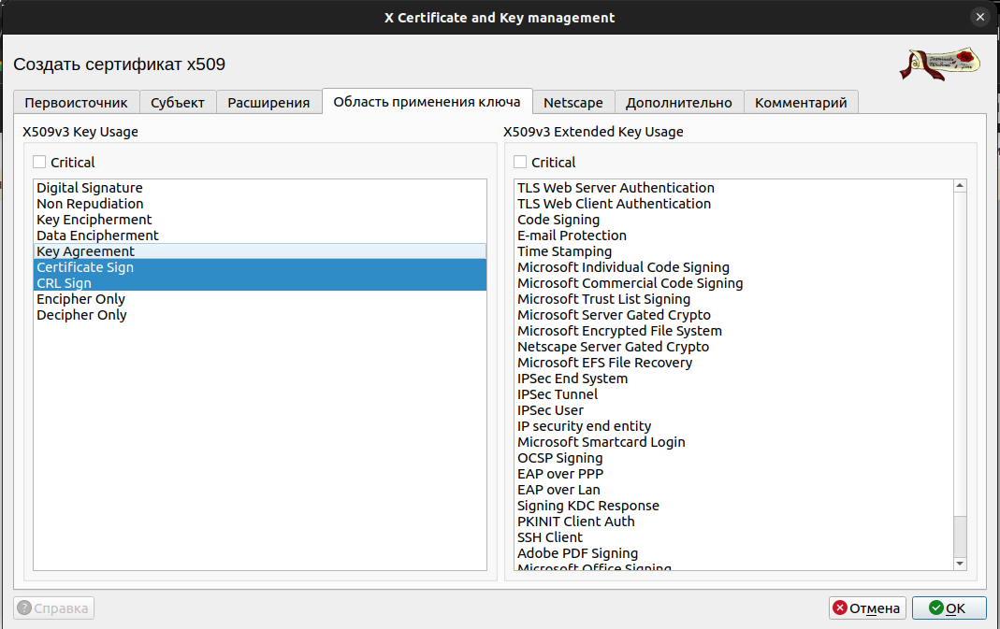 X Certificate and Key management
Создать сертификат x509
Первоисточник Субъект Расширения Область применения ключа Netscape Дополнительно Комментарий
X509v3 Key Usage
Critical
Digital Signature
Non Repudiation
Key Encipherment
Data Encipherment
Key Agreement
Certificate Sign
CRL Sign
Encipher Only
Decipher Only
X509v3 Extended Key Usage
Critical
TLS Web Server Authentication
TLS Web Client Authentication
Code Signing
E-mail Protection
Time Stamping
Microsoft Individual Code Signing
Microsoft Commercial Code Signing
Microsoft Trust List Signing
Microsoft Server Gated Crypto
Microsoft Encrypted File System
Netscape Server Gated Crypto
Microsoft EFS File Recovery
IPSec End System
IPSec Tunnel
IPSec User
IP security end entity
Microsoft Smartcard Login
OCSP Signing
EAP over PPP
EAP over Lan
Signing KDC Response
PKINIT Client Auth
SSH Client
Adobe PDF Signing
Microsoft Office Signing
Справка Отмена OK